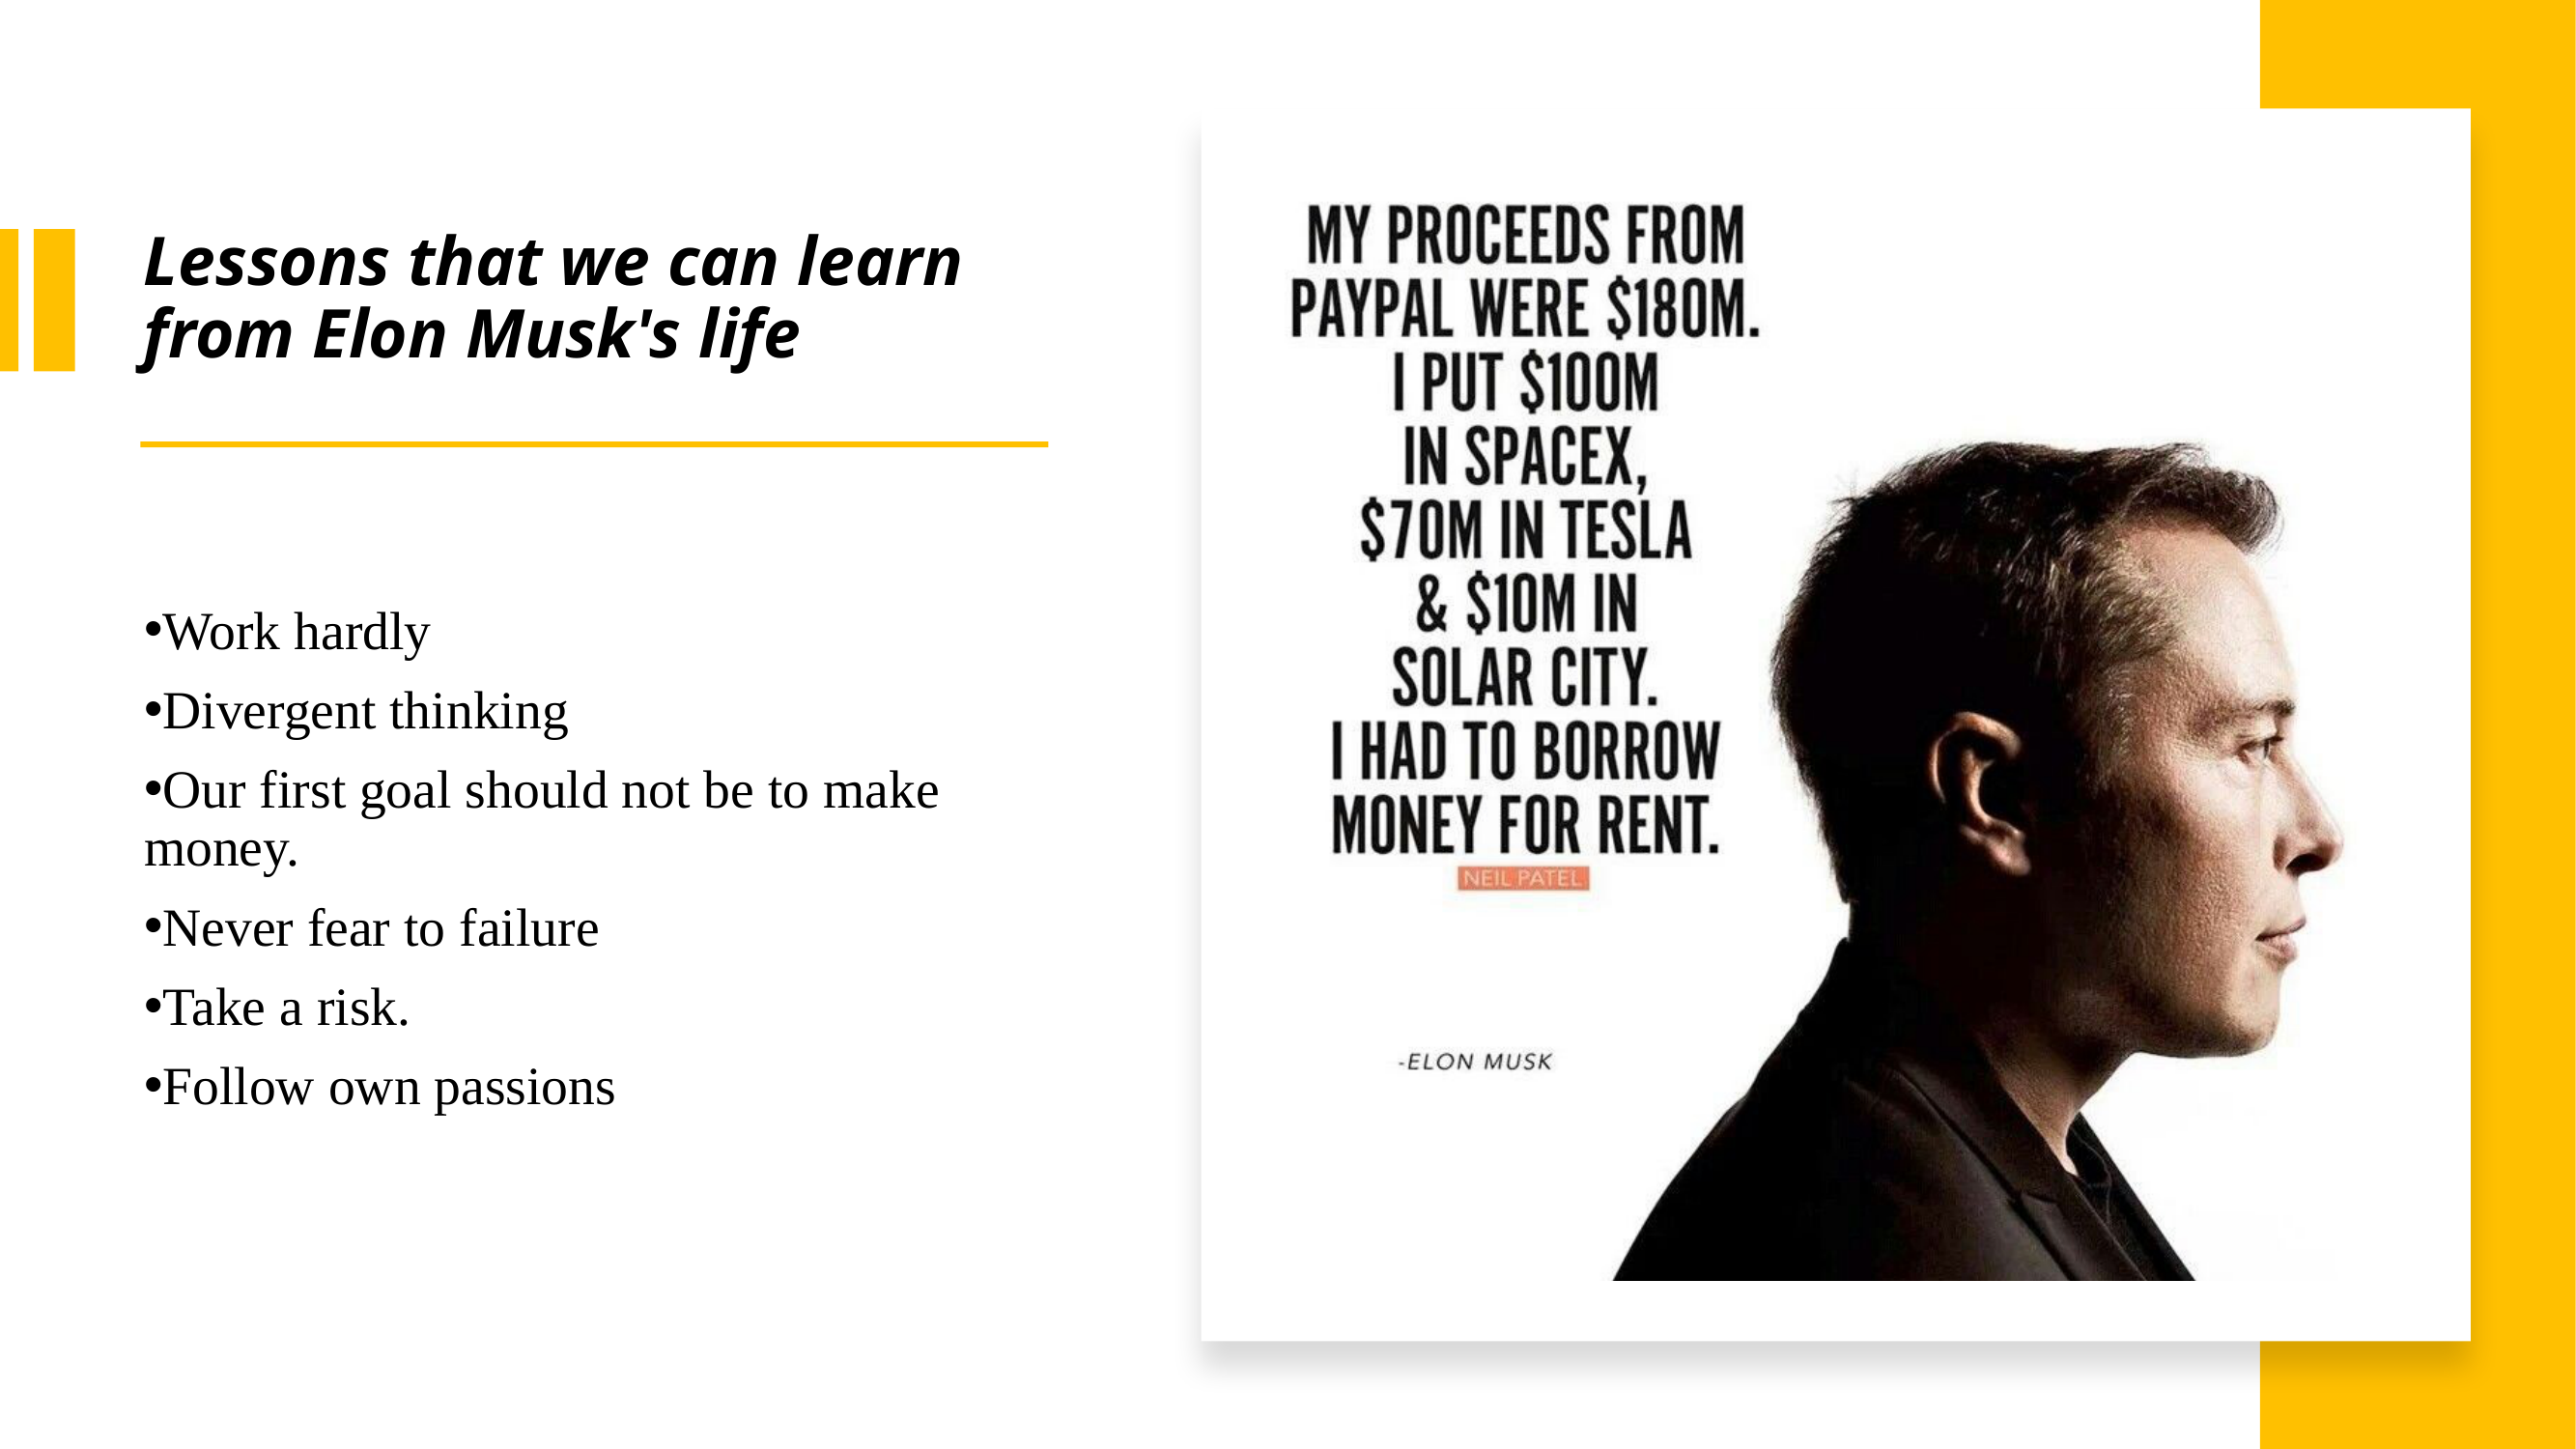 Lessons that we can learn
from Elon Musk's life
•Work hardly
•Divergent thinking
•Our first goal should not be to make
money.
•Never fear to failure
•Take a risk.
•Follow own passions
MY PROCEEDS FROM
PAYPAL WERE $180M.
I PUT $100M
IN SPACEX,
$70M IN TESLA
& $10M IN
SOLAR CITY.
I HAD TO BORROW
MONEY FOR RENT.
NEIL PATEL
-ELON MUSK